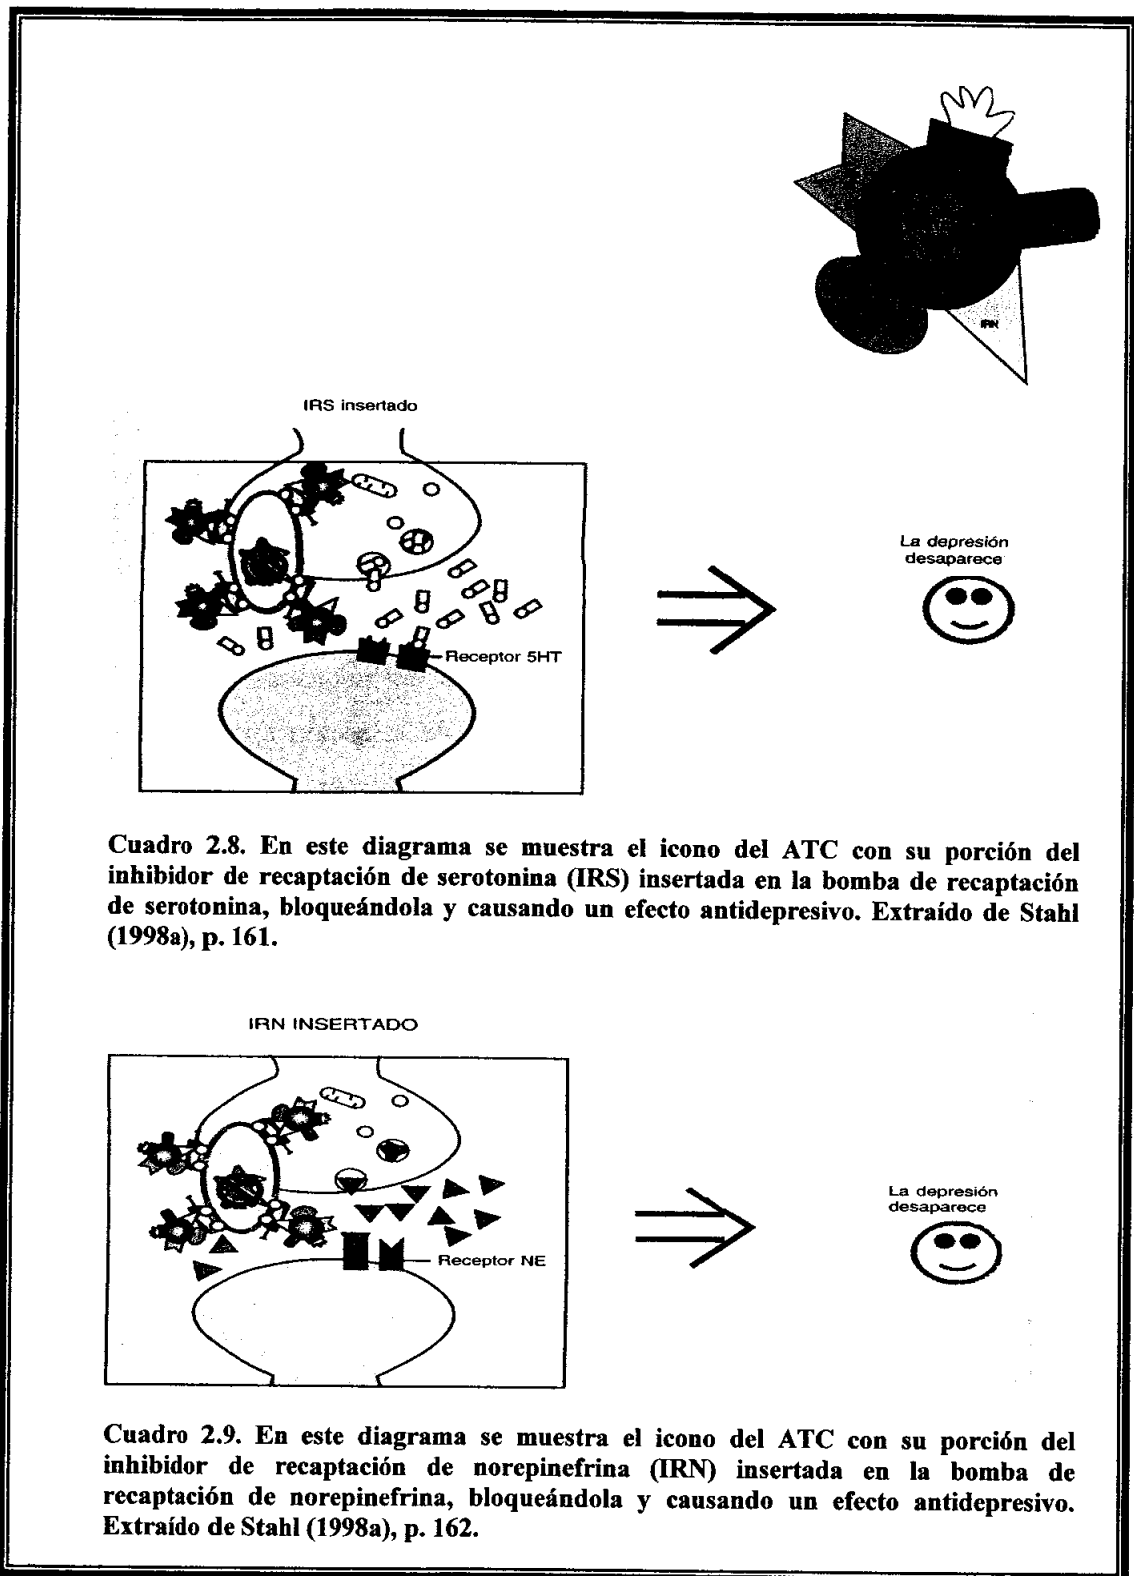 IRN
IRS insertado
La depresión
desaparece
Receptor 5HT
Cuadro 2.8. En este diagrama se muestra el icono del ATC con su porción del
inhibidor de recaptación de serotonina (IRS) insertada en la bomba de recaptación
de serotonina, bloqueándola y causando un efecto antidepresivo. Extraído de Stahl
(1998a), p. 161.
IRN INSERTADO
La depresión
desaparece
Receptor NE
Cuadro 2.9. En este diagrama se muestra el icono del ATC con su porción del
inhibidor de recaptación de norepinefrina (IRN) insertada en la bomba de
recaptación de norepinefrina, bloqueándola y causando un efecto antidepresivo.
Extraído de Stahl (1998a), p. 162.